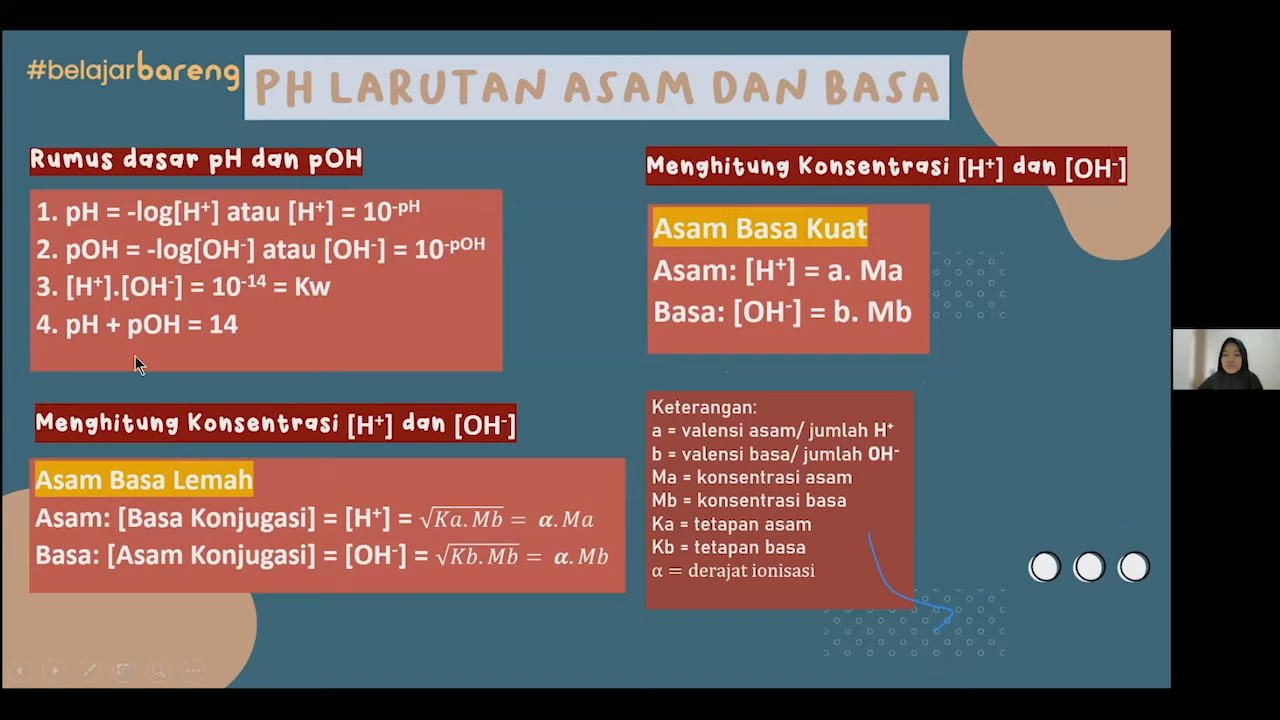 #belajarbareng
PH LARUTAN ASAM DAN BASA
Rumus dasar pH dan pOH
1. pH = -log[H⁺] atau [H⁺] = 10⁻ᵖᴴ
2. pOH = -log[OH⁻] atau [OH⁻] = 10⁻ᵖᴼᴴ
3. [H⁺].[OH⁻] = 10⁻¹⁴ = Kw
4. pH + pOH = 14
Menghitung Konsentrasi [H⁺] dan [OH⁻]
Asam Basa Lemah
Asam: [Basa Konjugasi] = [H⁺] = √Ka.Mb = α.Ma
Basa: [Asam Konjugasi] = [OH⁻] = √Kb.Mb = α.Mb
Menghitung Konsentrasi [H⁺] dan [OH⁻]
Asam Basa Kuat
Asam: [H⁺] = a. Ma
Basa: [OH⁻] = b. Mb
Keterangan:
a = valensi asam/ jumlah H⁺
b = valensi basa/ jumlah OH⁻
Ma = konsentrasi asam
Mb = konsentrasi basa
Ka = tetapan asam
Kb = tetapan basa
α = derajat ionisasi